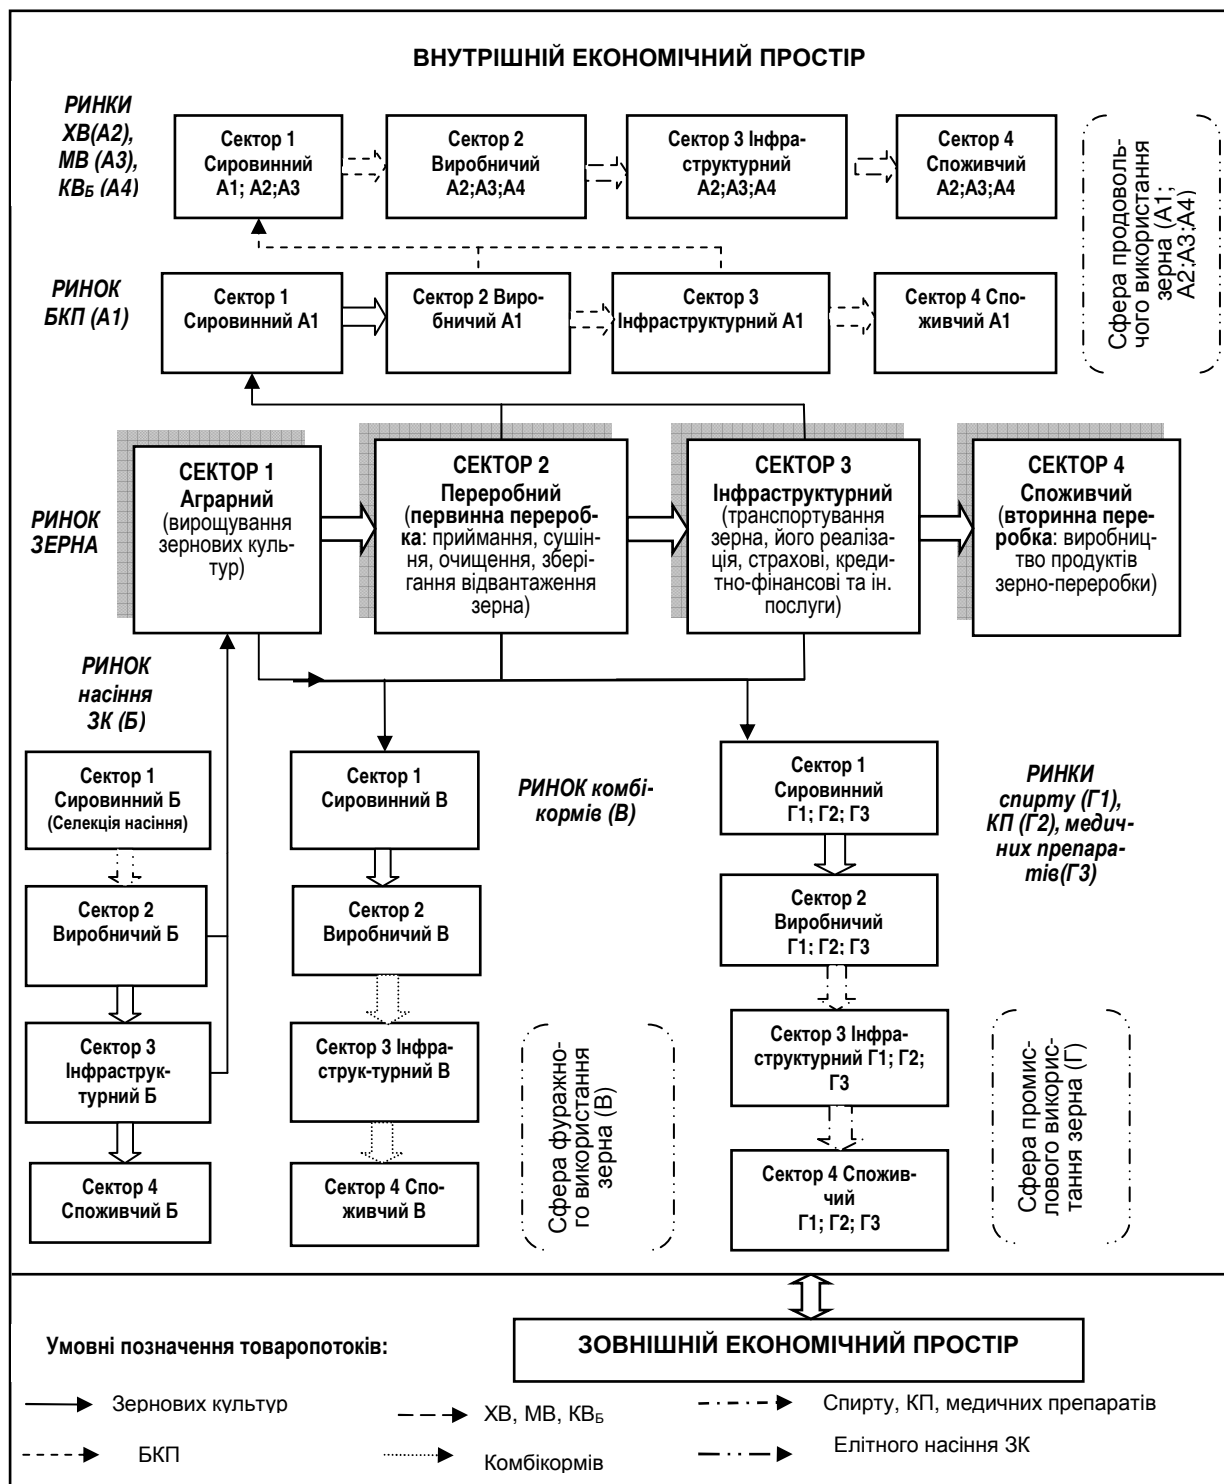 ВНУТРІШНІЙ ЕКОНОМІЧНИЙ ПРОСТІР
РИНКИ
ХВ(А2),
МВ (А3),
КВБ (А4)
Сектор 1
Сировинний
А1; А2;А3
Сектор 2
Виробничий
А2;А3;А4
Сектор 3 Інфра-
структурний
А2;А3;А4
Сектор 4
Споживчий
А2;А3;А4
Сфера продоволь-
чого використання
зерна (А1;
А2;А3;А4)
РИНОК
БКП (А1)
Сектор 1
Сировинний А1
Сектор 2 Виро-
бничий А1
Сектор 3
Інфраструктурний А1
Сектор 4 Спо-
живчий А1
РИНОК
ЗЕРНА
СЕКТОР 1
Аграрний
(вирощування
зернових куль-
тур)
СЕКТОР 2
Переробний
(первинна перероб-
ка: приймання, сушін-
ня, очищення, збері-
гання відвантаження
зерна)
СЕКТОР 3
Інфраструктурний
(транспортування
зерна, його реаліза-
ція, страхові, креди-
тно-фінансові та ін.
послуги)
СЕКТОР 4
Споживчий
(вторинна пере-
робка: виробниц-
тво продуктів
зерно-переробки)
РИНОК
насіння
ЗК (Б)
Сектор 1
Сировинний Б
(Селекція насіння)
Сектор 2
Виробничий Б
Сектор 3
Інфраструк-
турний Б
Сектор 4
Споживчий Б
Сектор 1
Сировинний В
Сектор 2
Виробничий В
Сектор 3 Інфра-
струк-турний В
Сектор 4 Спо-
живчий В
РИНОК комбі-
кормів (В)
Сфера фуражно-
го використання
зерна (В)
Сектор 1
Сировинний
Г1; Г2; Г3
Сектор 2
Виробничий
Г1; Г2; Г3
Сектор 3 Інфра-
структурний Г1; Г2;
Г3
Сектор 4 Спожив-
чий
Г1; Г2; Г3
РИНКИ
спирту (Г1),
КП (Г2), медич-
них препара-
тів(Г3)
Сфера промис-
лового викорис-
тання зерна (Г)
ЗОВНІШНІЙ ЕКОНОМІЧНИЙ ПРОСТІР
Умовні позначення товаропотоків:
Зернових культур
ХВ, МВ, КВБ
Спирту, КП, медичних препаратів
БКП
Комбікормів
Елітного насіння ЗК